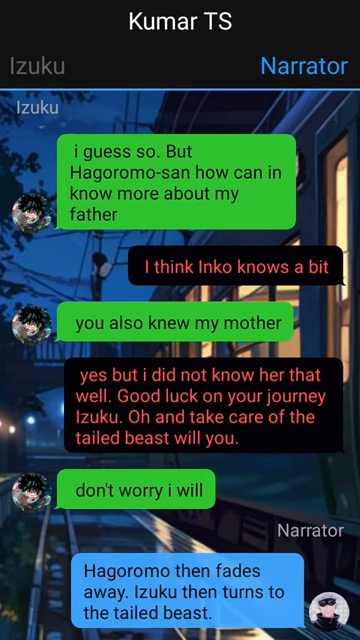 Kumar TS
Izuku Narrator
Izuku
i guess so. But
Hagoromo-san how can in
know more about my
father
I think Inko knows a bit
you also knew my mother
yes but i did not know her that
well. Good luck on your journey
Izuku. Oh and take care of the
tailed beast will you.
don't worry i will
Narrator
Hagoromo then fades
away. Izuku then turns to
the tailed beast.